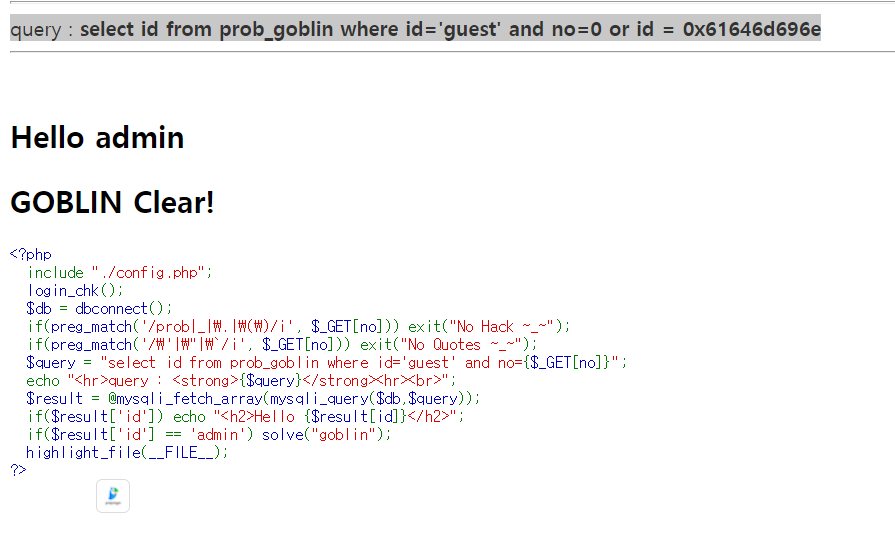 query : select id from prob_goblin where id='guest' and no=0 or id = 0x61646d696e
Hello admin
GOBLIN Clear!
<?php
  include "./config.php";
  login_chk();
  $db = dbconnect();
  if(preg_match('/prob|_|₩.|₩(₩)/i', $_GET[no])) exit("No Hack ~_~");
  if(preg_match('/₩'|₩"|₩`/i', $_GET[no])) exit("No Quotes ~_~");
  $query = "select id from prob_goblin where id='guest' and no={$_GET[no]}";
  echo "<hr>query : <strong>{$query}</strong><hr><br>";
  $result = @mysqli_fetch_array(mysqli_query($db,$query));
  if($result['id']) echo "<h2>Hello {$result[id]}</h2>";
  if($result['id'] == 'admin') solve("goblin");
  highlight_file(__FILE__);
?>